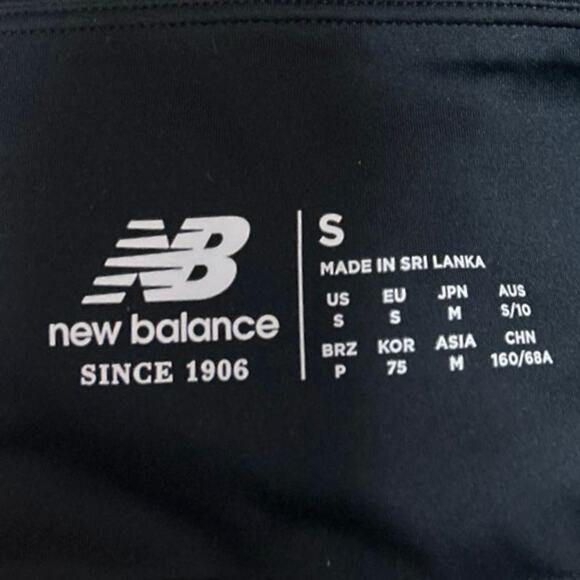 NB
new balance
SINCE 1906
S
MADE IN SRI LANKA
US EU JPN AUS
S S M S/10
BRZ KOR ASIA CHN
P 75 M 160/68A